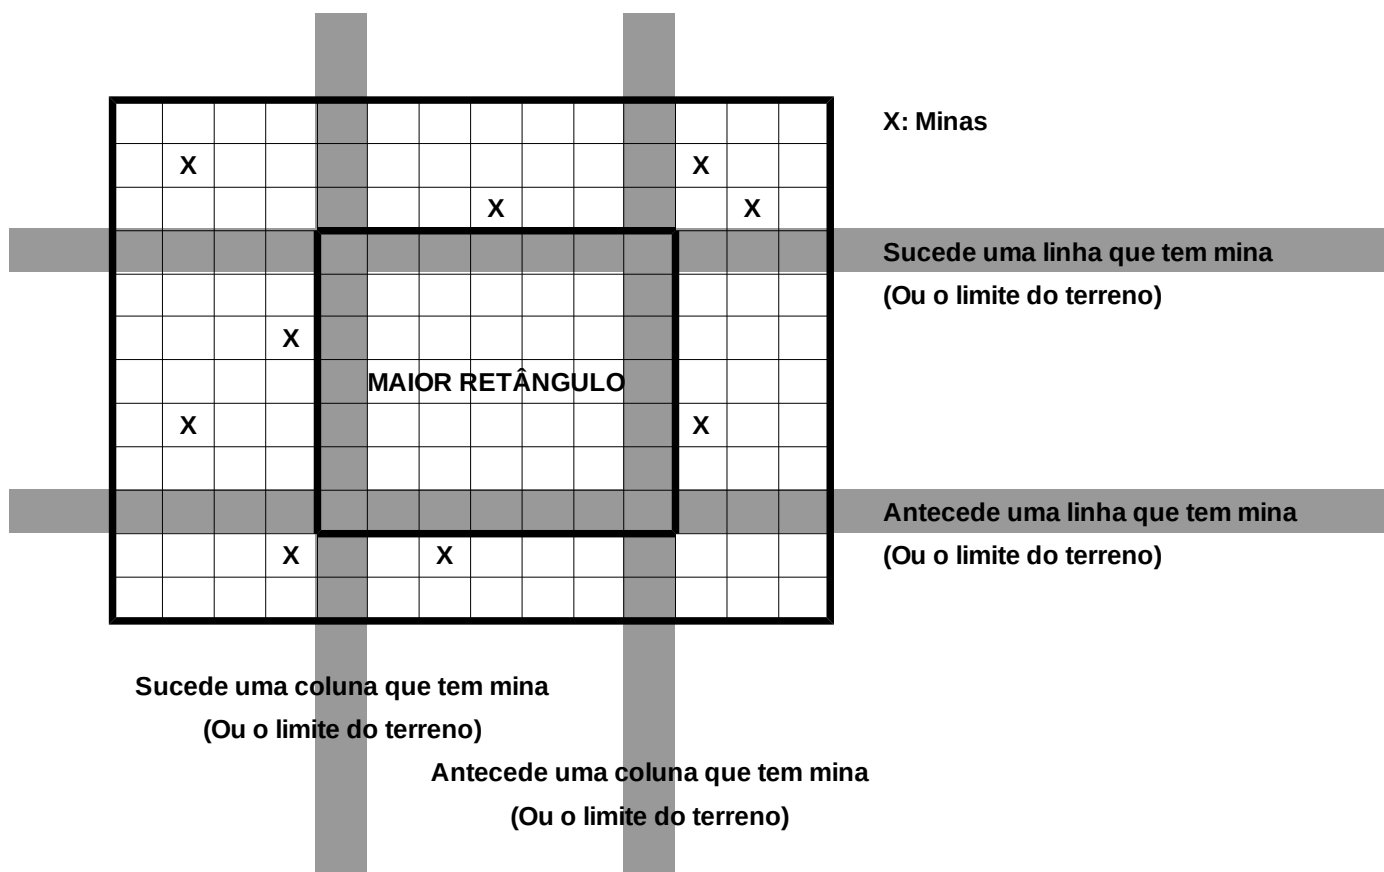 X: Minas
X X
X X
Sucede uma linha que tem mina
(Ou o limite do terreno)
X
MAIOR RETÂNGULO
X X
Antecede uma linha que tem mina
(Ou o limite do terreno)
X X
Sucede uma coluna que tem mina
(Ou o limite do terreno)
Antecede uma coluna que tem mina
(Ou o limite do terreno)